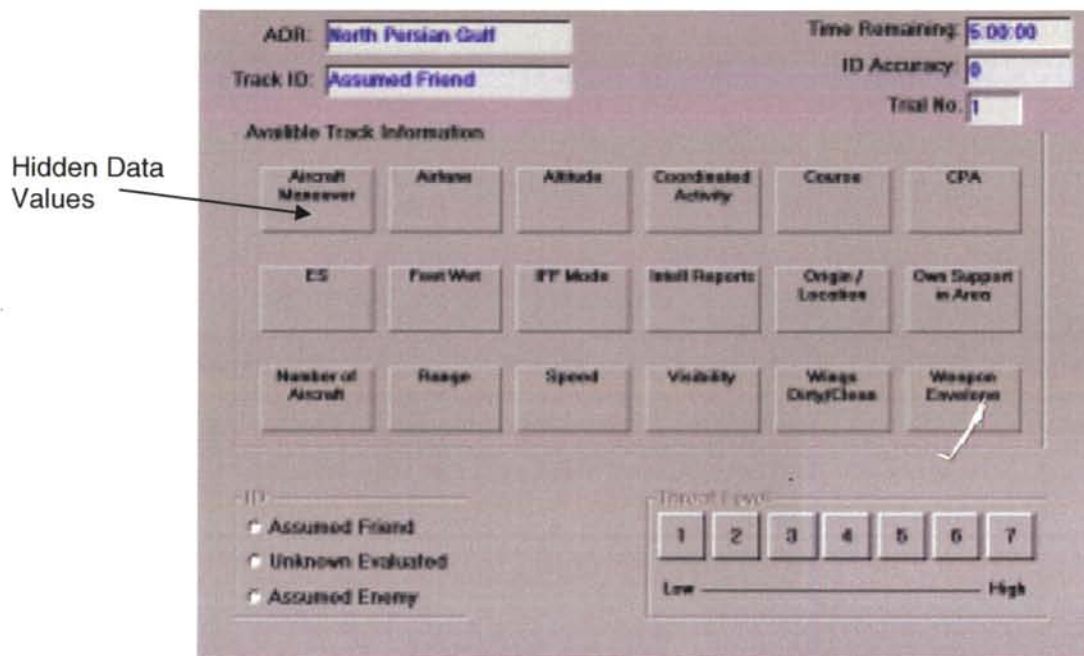 AOR: North Persian Gulf
Time Remaining: 5:00:00
Track ID: Assumed Friend
ID Accuracy 0
Trial No. 1
Availible Track Information
Hidden Data
Values
Aircraft
Maneuver
Airlane
Altitude
Coordinated
Activity
Course
CPA
ES
Feet Wet
IFF Mode
Intell Reports
Origin /
Location
Own Support
in Area
Number of
Aircraft
Range
Speed
Visibility
Wings
Dirty/Clean
Weapon
Envelope
ID
Assumed Friend
Unknown Evaluated
Assumed Enemy
Threat Level
1 2 3 4 5 6 7
Low High